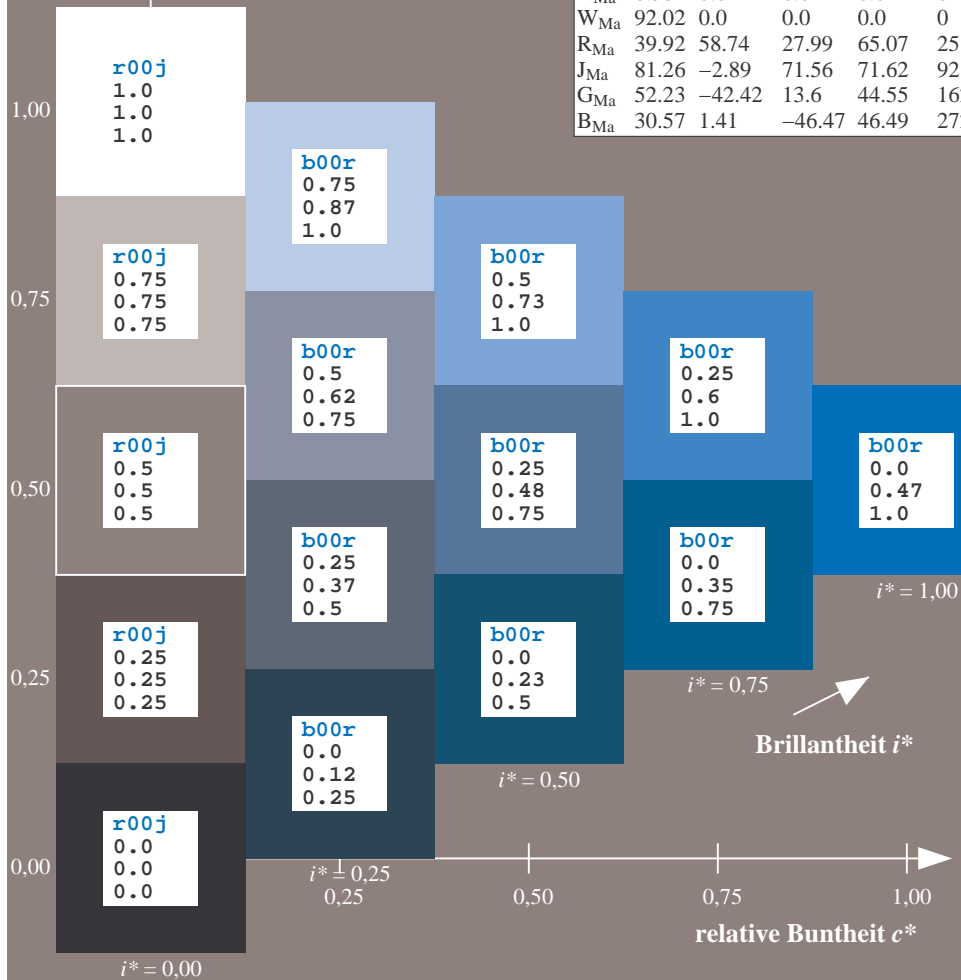 W_Ma 92.02 0.0 0.0 0.0 0
R_Ma 39.92 58.74 27.99 65.07 25
J_Ma 81.26 −2.89 71.56 71.62 92
G_Ma 52.23 −42.42 13.6 44.55
B_Ma 30.57 1.41 −46.47 46.49
1,00
r00j
1.0
1.0
1.0
b00r
0.75
0.87
1.0
0,75
r00j
0.75
0.75
0.75
b00r
0.5
0.73
1.0
b00r
0.5
0.62
0.75
b00r
0.25
0.6
1.0
0,50
r00j
0.5
0.5
0.5
b00r
0.25
0.48
0.75
b00r
0.0
0.47
1.0
b00r
0.25
0.37
0.5
b00r
0.0
0.35
0.75
i* = 1,00
0,25
r00j
0.25
0.25
0.25
b00r
0.0
0.23
0.5
i* = 0,75
b00r
0.0
0.12
0.25
Brillantheit i*
i* = 0,50
0,00
r00j
0.0
0.0
0.0
i* = 0,25
0,25 0,50 0,75 1,00
relative Buntheit c*
i* = 0,00